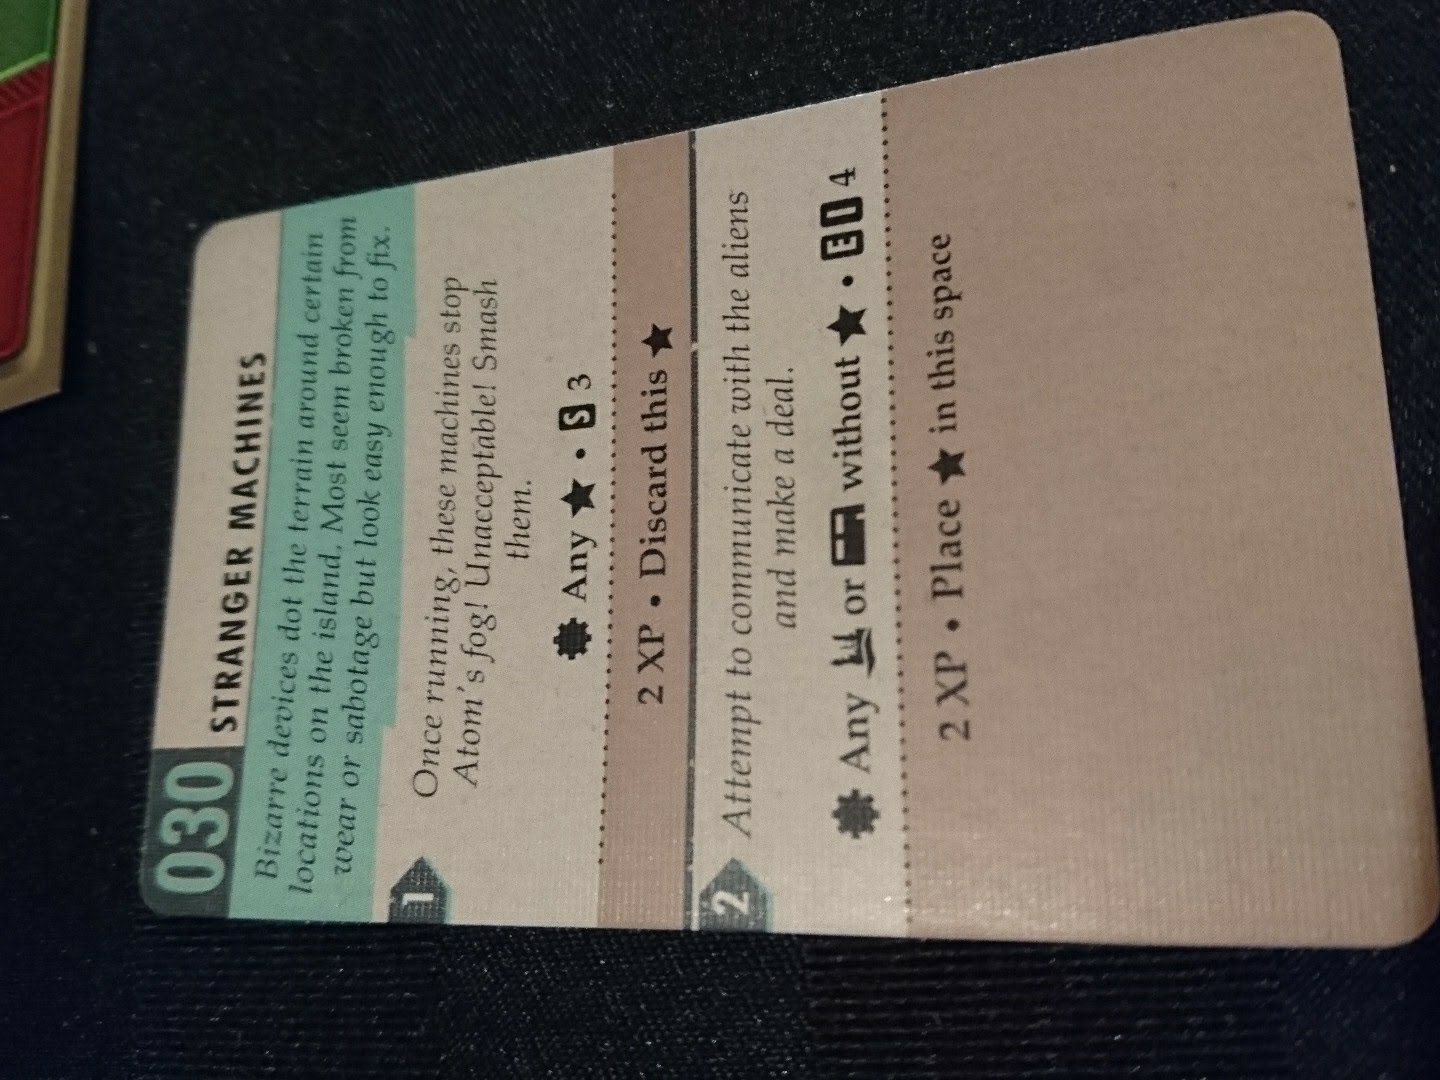 030
STRANGER MACHINES
Bizarre devices dot the terrain around certain
locations on the island. Most seem broken from
wear or sabotage but look easy enough to fix.
1
Once running, these machines stop
Atom's fog! Unacceptable! Smash
them.
Any ★ • S 3
2 XP • Discard this ★
2
Attempt to communicate with the aliens
and make a deal.
Any or without ★ • E I 4
2 XP • Place ★ in this space